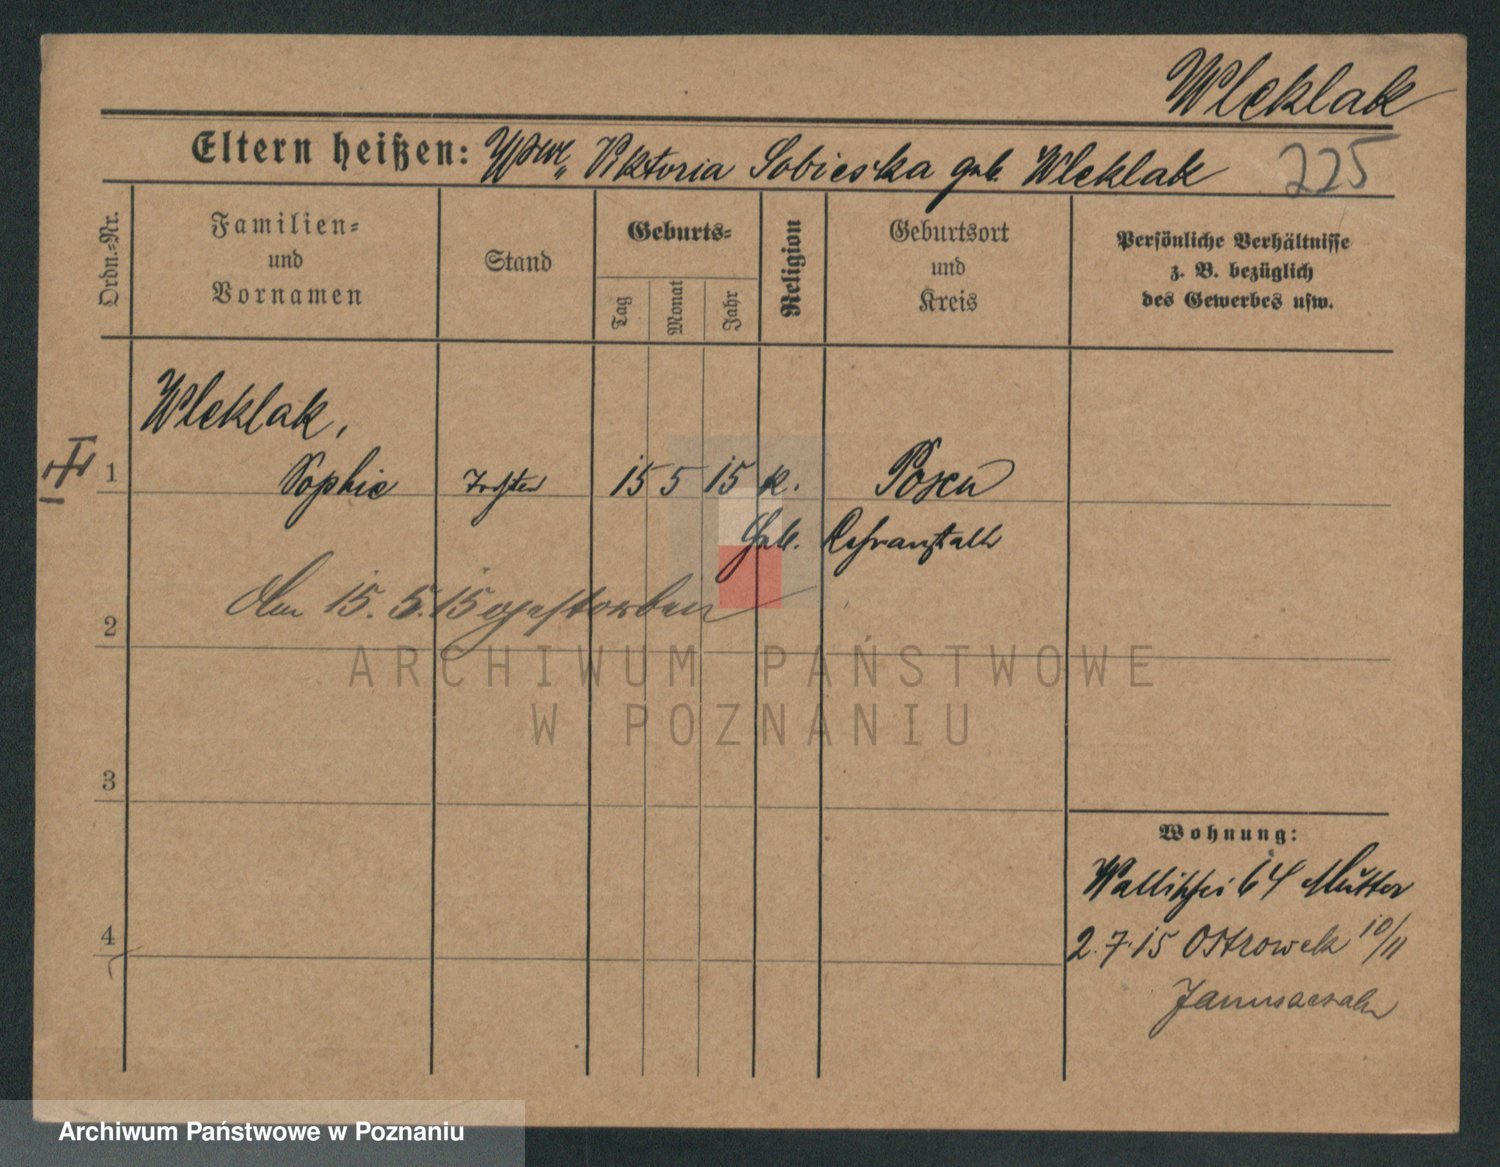 Wleklak
Eltern heißen: Wwe. Viktoria Sobieska geb. Wleklak 225
Ordn.-Nr.
Familien-
und
Vornamen
Stand
Geburts-
Tag
Monat
Jahr
Religion
Geburtsort
und
Kreis
Persönliche Verhältnisse
z. B. bezüglich
des Gewerbes usw.
Wleklak,
1 Sophie Tochter 15 5 15 k. Posen
Geb.
Am 15. 5. 15 gestorben
2
ARCHIWUM PAŃSTWOWE
W POZNANIU
3
Wohnung:
Wallischei 64 Mutter
4
2. 7. 15 Ostrowek 10/11
Archiwum Państwowe w Poznaniu